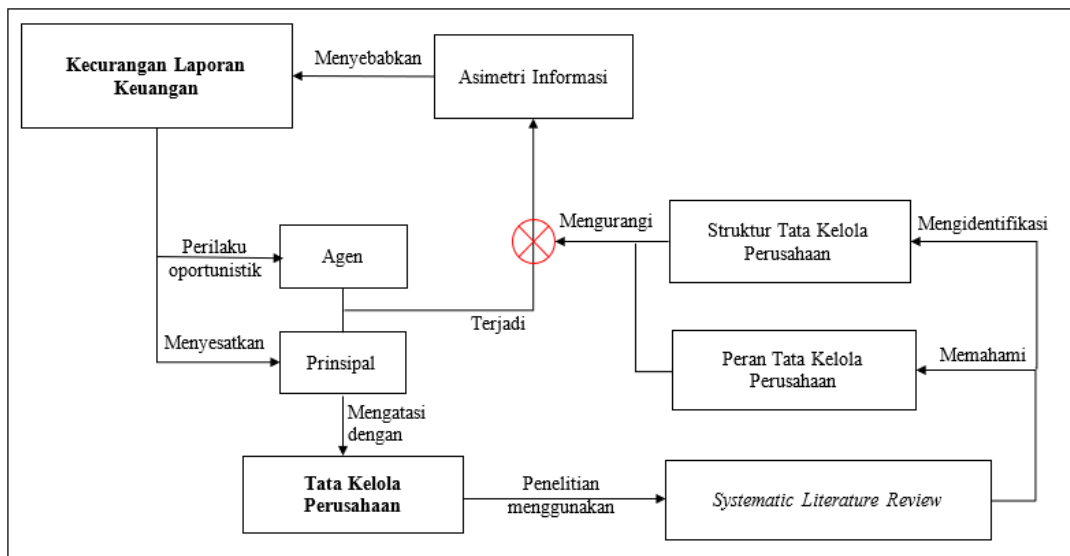 Kecurangan Laporan
Keuangan
Menyebabkan
Asimetri Informasi
Perilaku
oportunistik
Agen
Menyesatkan
Prinsipal
Terjadi
Mengurangi
Struktur Tata Kelola
Perusahaan
Mengidentifikasi
Peran Tata Kelola
Perusahaan
Memahami
Mengatasi
dengan
Tata Kelola
Perusahaan
Penelitian
menggunakan
Systematic Literature Review